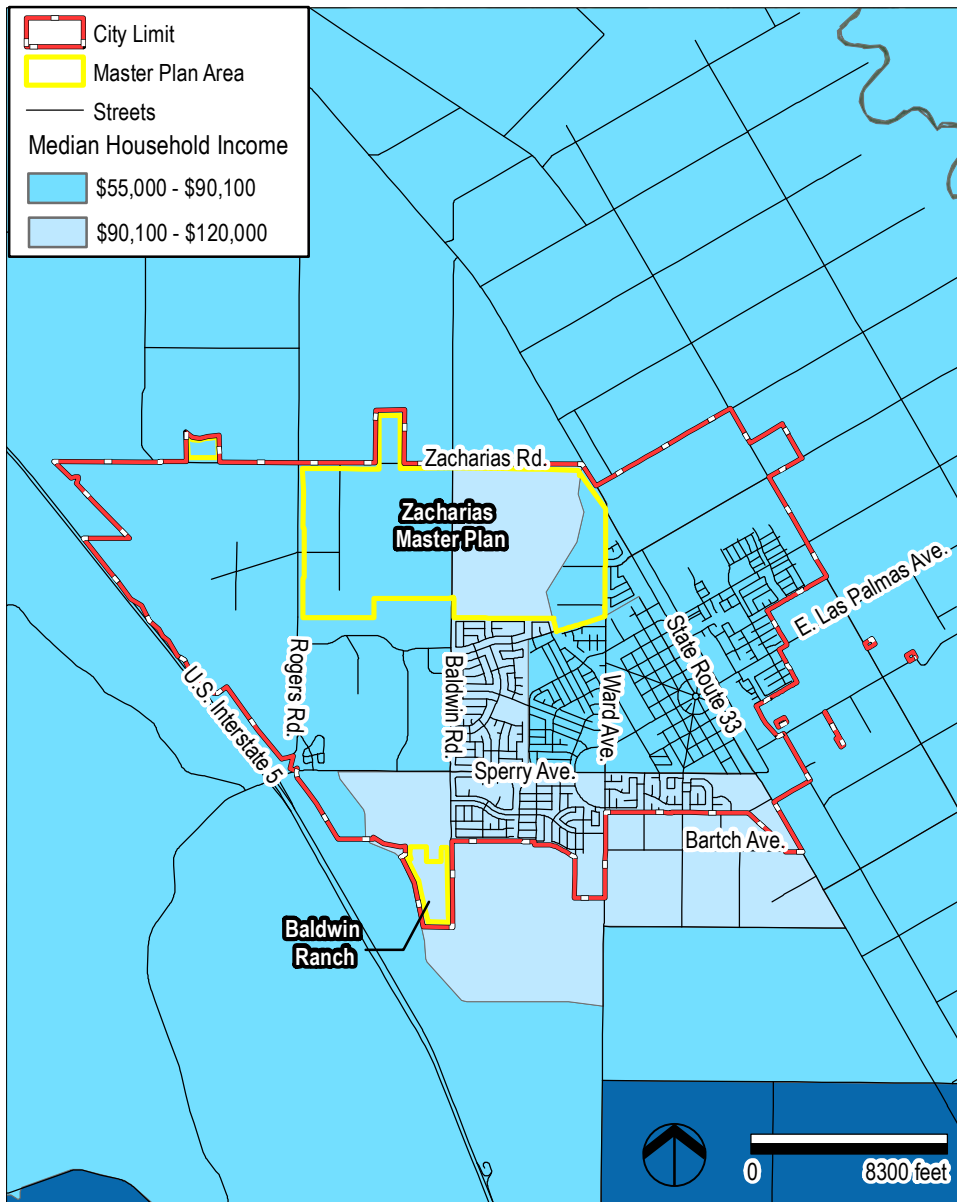 City Limit
Master Plan Area
Streets
Median Household Income
$55,000 - $90,100
$90,100 - $120,000
Zacharias Rd.
Zacharias
Master Plan
E. Las Palmas Ave.
State Route 33
Rogers Rd.
Baldwin Rd.
Ward Ave.
U.S. Interstate 5
Sperry Ave.
Bartch Ave.
Baldwin
Ranch
0
8300 feet